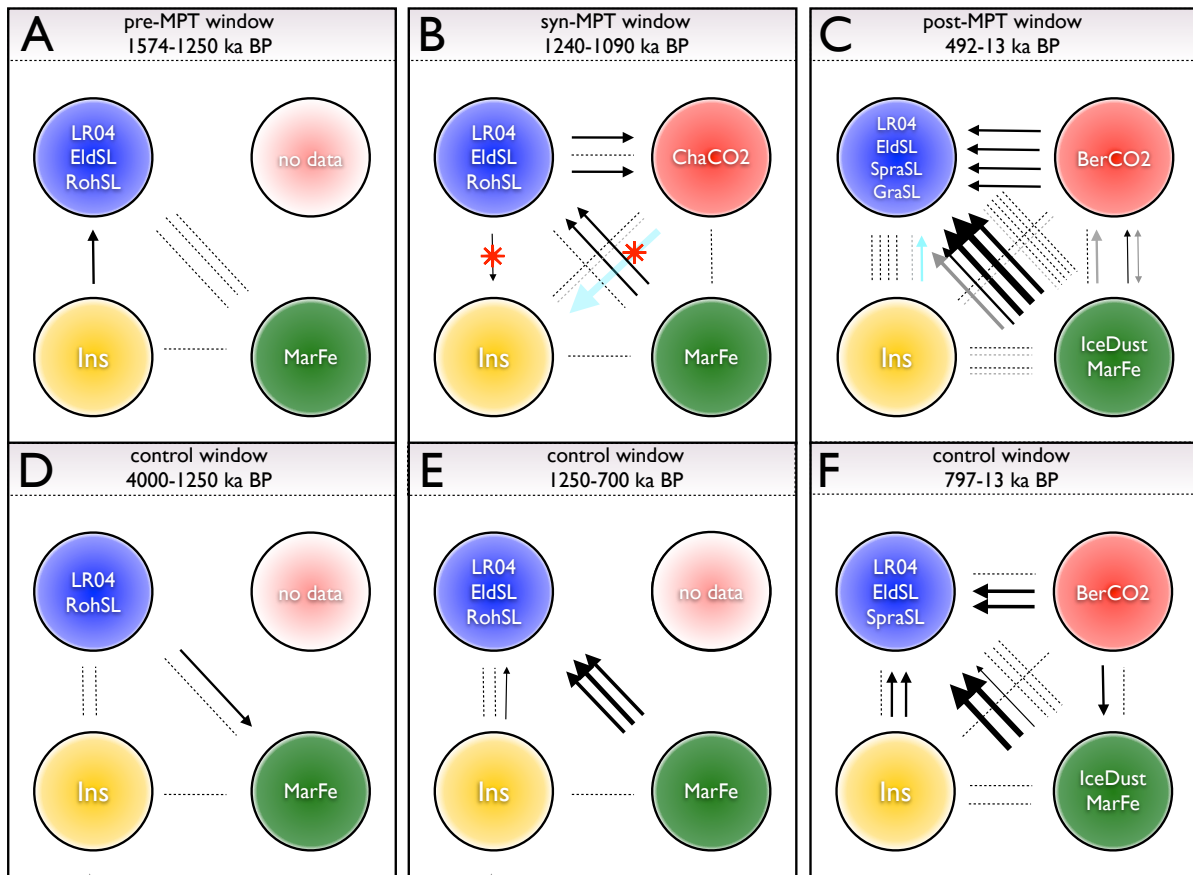 A
pre-MPT window
1574-1250 ka BP
LR04
EldSL
RohSL
no data
Ins
MarFe
B
syn-MPT window
1240-1090 ka BP
LR04
EldSL
RohSL
ChaCO2
Ins
MarFe
C
post-MPT window
492-13 ka BP
LR04
EldSL
SpraSL
GraSL
BerCO2
Ins
IceDust
MarFe
D
control window
4000-1250 ka BP
LR04
RohSL
no data
Ins
MarFe
E
control window
1250-700 ka BP
LR04
EldSL
RohSL
no data
Ins
MarFe
F
control window
797-13 ka BP
LR04
EldSL
SpraSL
BerCO2
Ins
IceDust
MarFe